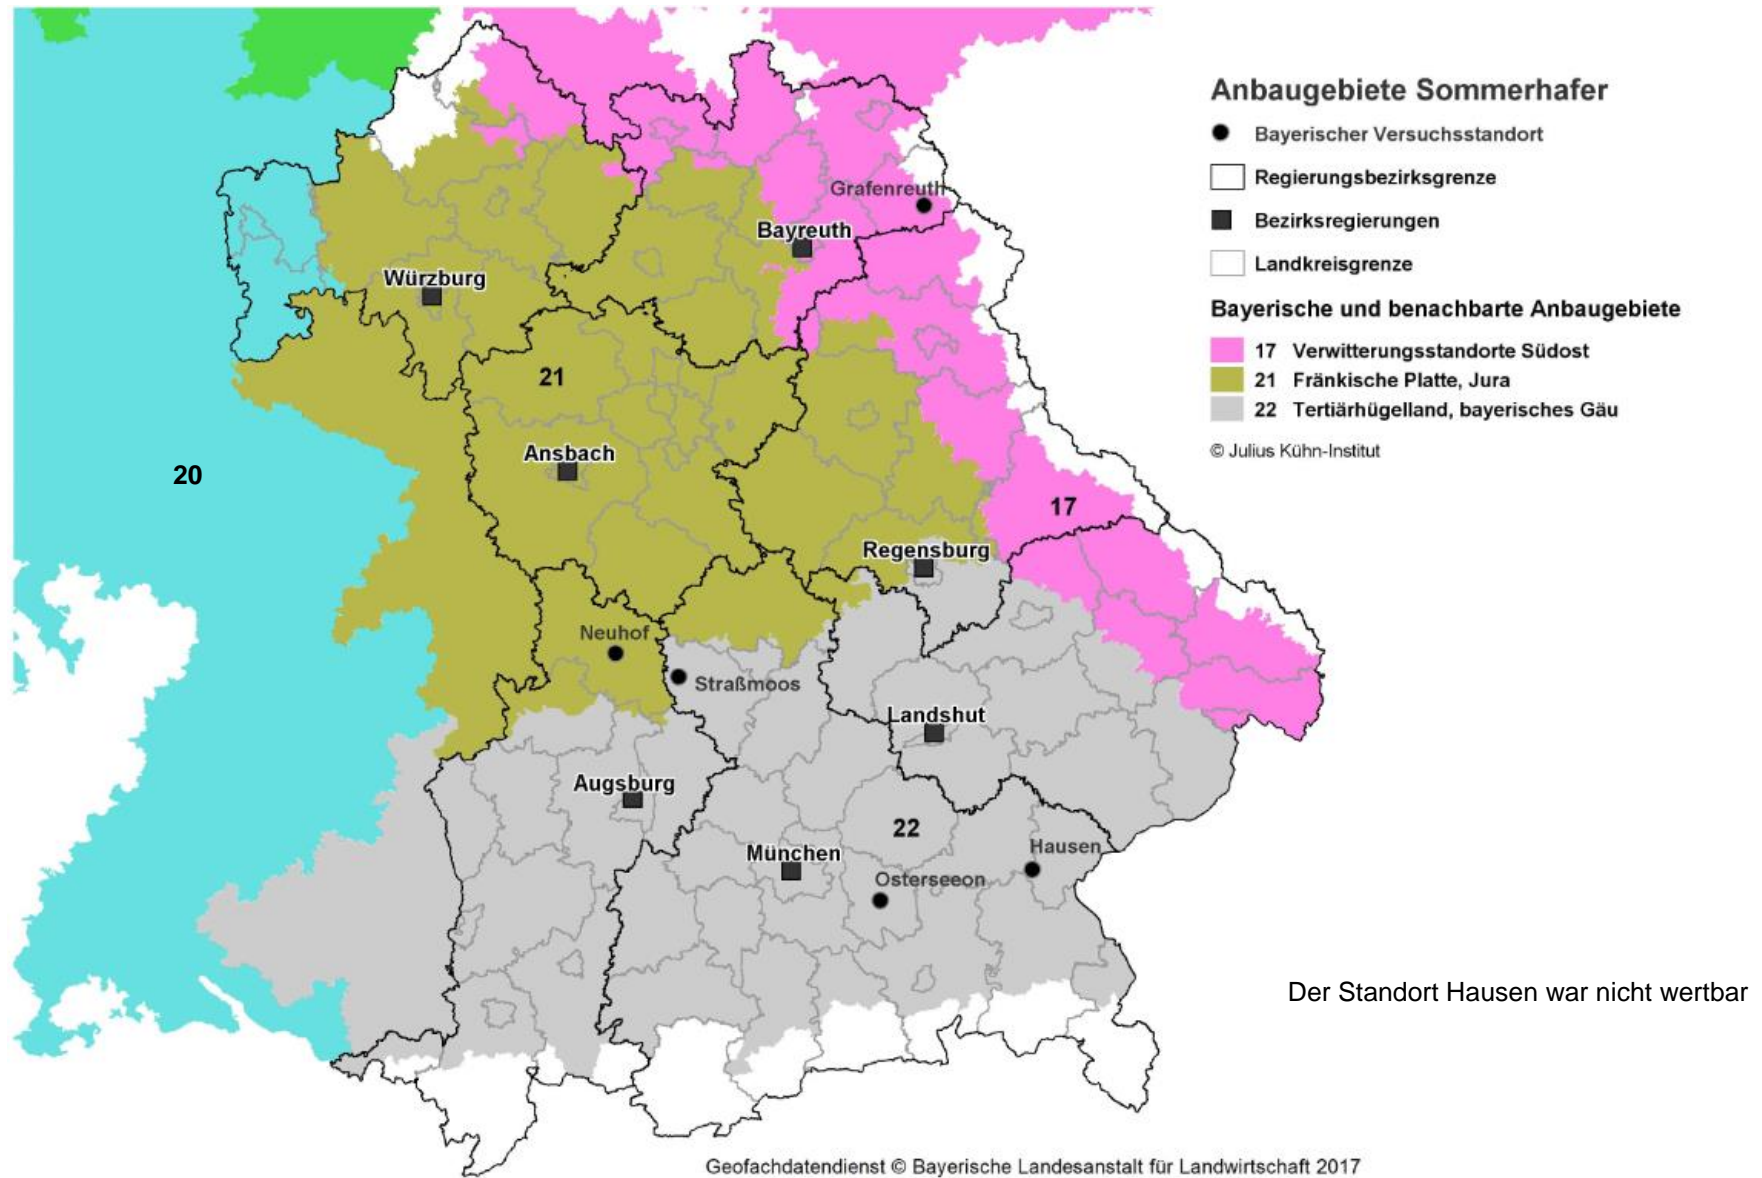 Anbaugebiete Sommerhafer
Bayerischer Versuchsstandort
Regierungsbezirksgrenze
Bezirksregierungen
Landkreisgrenze
Bayerische und benachbarte Anbaugebiete
17 Verwitterungsstandorte Südost
21 Fränkische Platte, Jura
22 Tertiärhügelland, bayerisches Gäu
© Julius Kühn-Institut
Grafenreuth
Bayreuth
Würzburg
21
Ansbach
20
17
Regensburg
Neuhof
Straßmoos
Landshut
Augsburg
22
Hausen
München
Osterseeon
Der Standort Hausen war nicht wertbar
Geofachdatendienst © Bayerische Landesanstalt für Landwirtschaft 2017